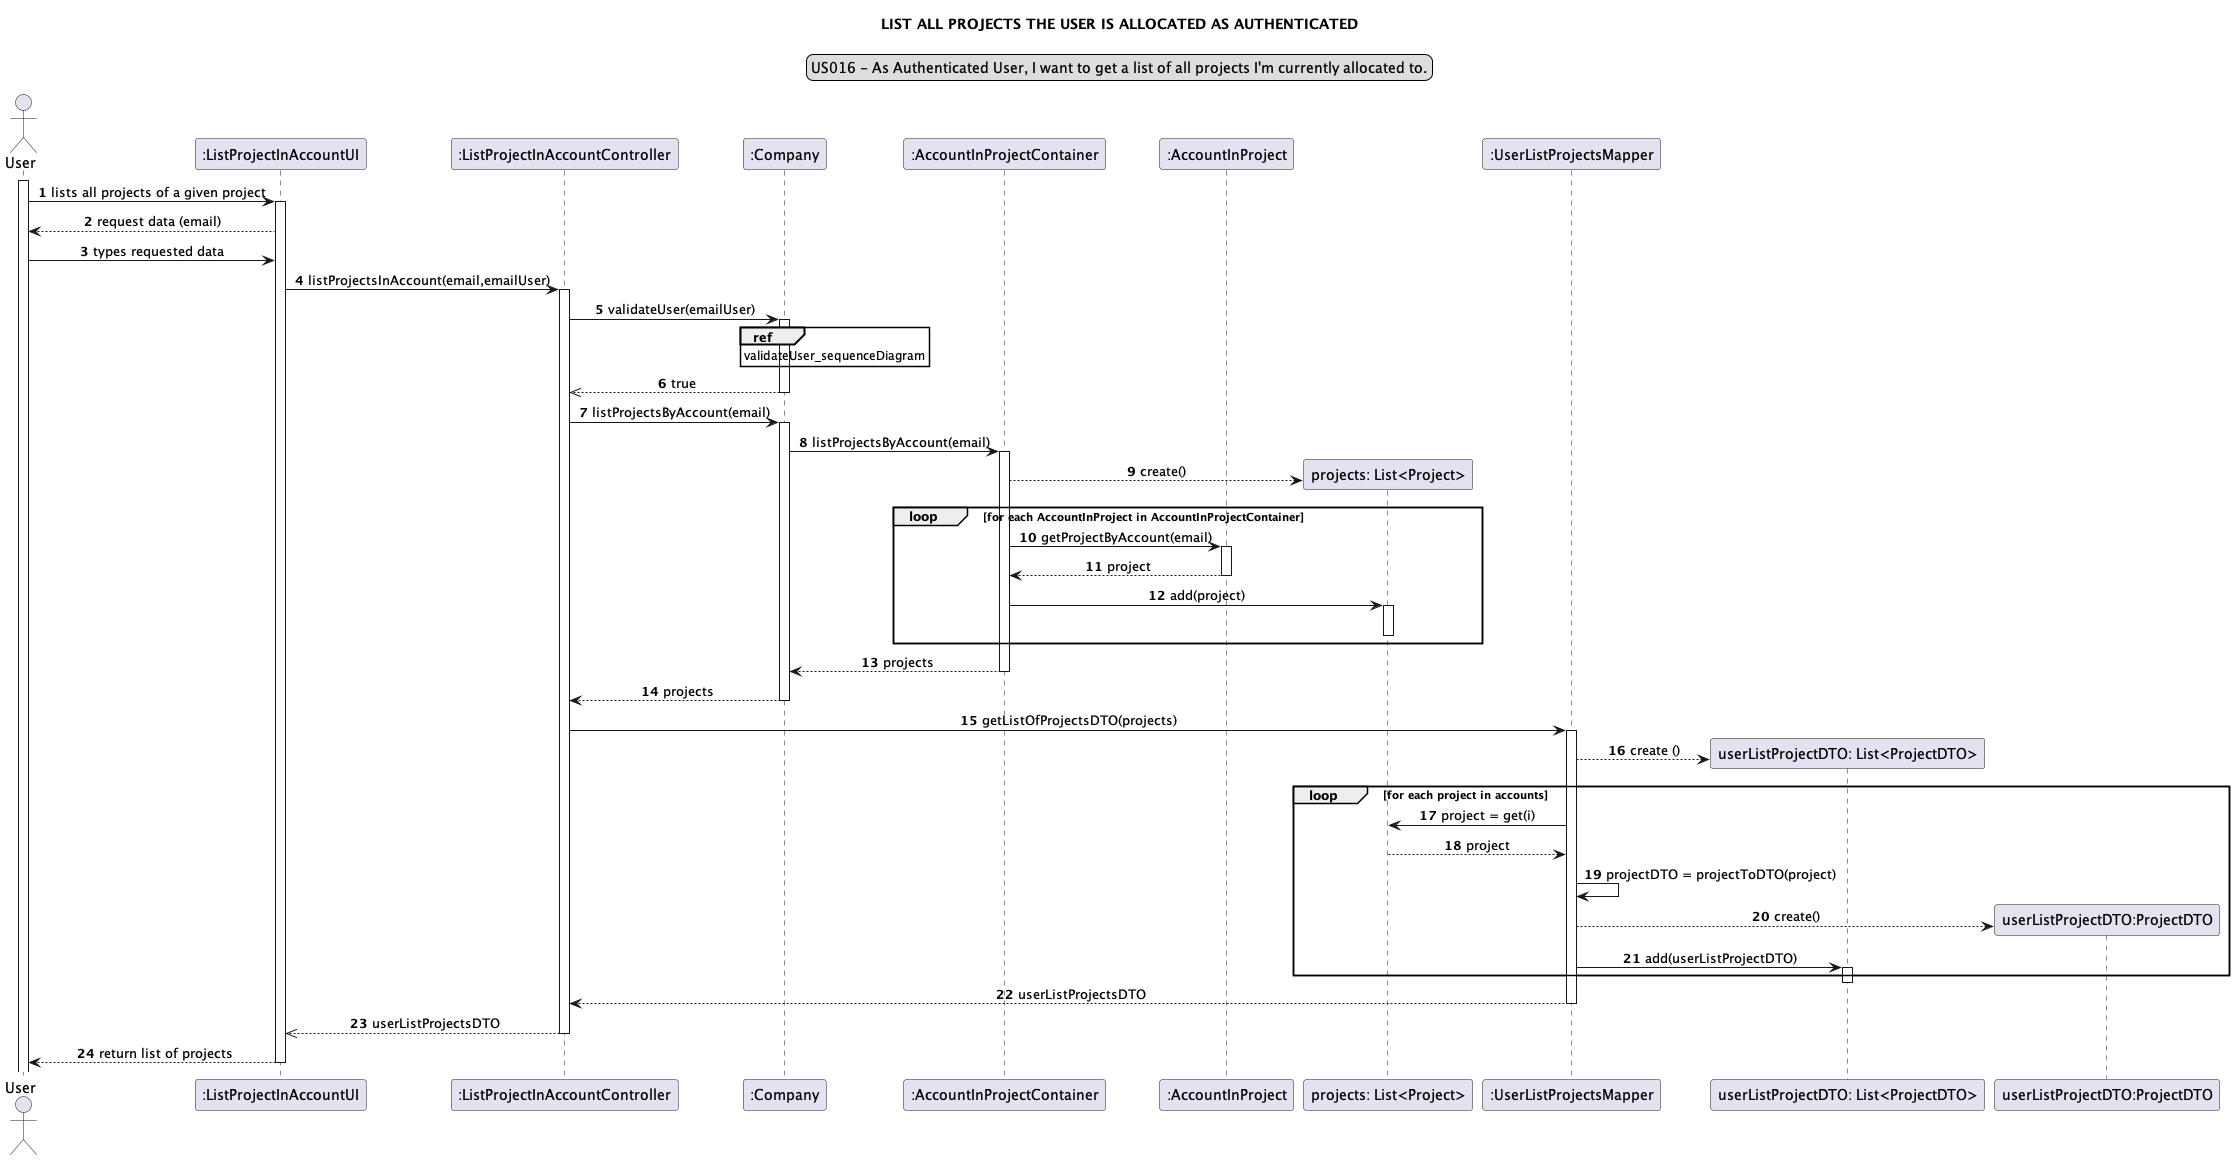 LIST ALL PROJECTS THE USER IS ALLOCATED AS AUTHENTICATED
US016 - As Authenticated User, I want to get a list of all projects I'm currently allocated to.
User
:ListProjectInAccountUI
:ListProjectInAccountController
:Company
:AccountInProjectContainer
:AccountInProject
:UserListProjectsMapper
1 lists all projects of a given project
2 request data (email)
3 types requested data
4 listProjectsInAccount(email,emailUser)
5 validateUser(emailUser)
ref
validateUser_sequenceDiagram
6 true
7 listProjectsByAccount(email)
8 listProjectsByAccount(email)
9 create()
projects: List<Project>
loop
[for each AccountInProject in AccountInProjectContainer]
10 getProjectByAccount(email)
11 project
12 add(project)
13 projects
14 projects
15 getListOfProjectsDTO(projects)
16 create ()
userListProjectDTO: List<ProjectDTO>
loop
[for each project in accounts]
17 project = get(i)
18 project
19 projectDTO = projectToDTO(project)
20 create()
userListProjectDTO:ProjectDTO
21 add(userListProjectDTO)
22 userListProjectsDTO
23 userListProjectsDTO
24 return list of projects
User
:ListProjectInAccountUI
:ListProjectInAccountController
:Company
:AccountInProjectContainer
:AccountInProject
projects: List<Project>
:UserListProjectsMapper
userListProjectDTO: List<ProjectDTO>
userListProjectDTO:ProjectDTO